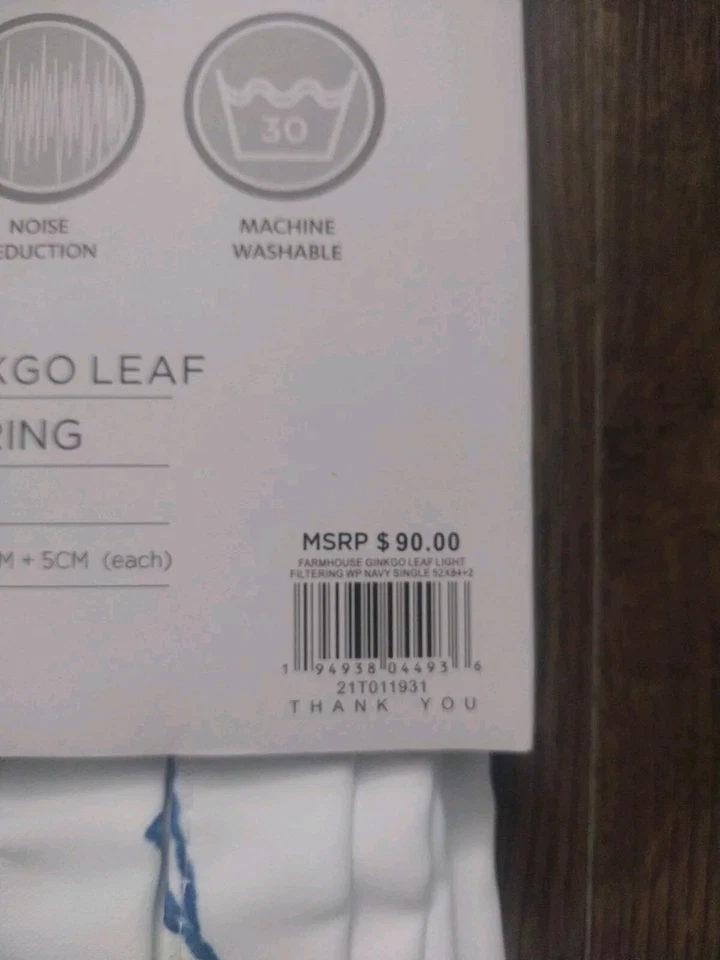 30
NOISE
EDUCTION
MACHINE
WASHABLE
KGO LEAF
RING
M + 5CM (each)
MSRP $ 90.00
FARMHOUSE GINKGO LEAF LIGHT
FILTERING WP NAVY SINGLE 52X84+2
1 94938 04493 6
21T011931
THANK YOU